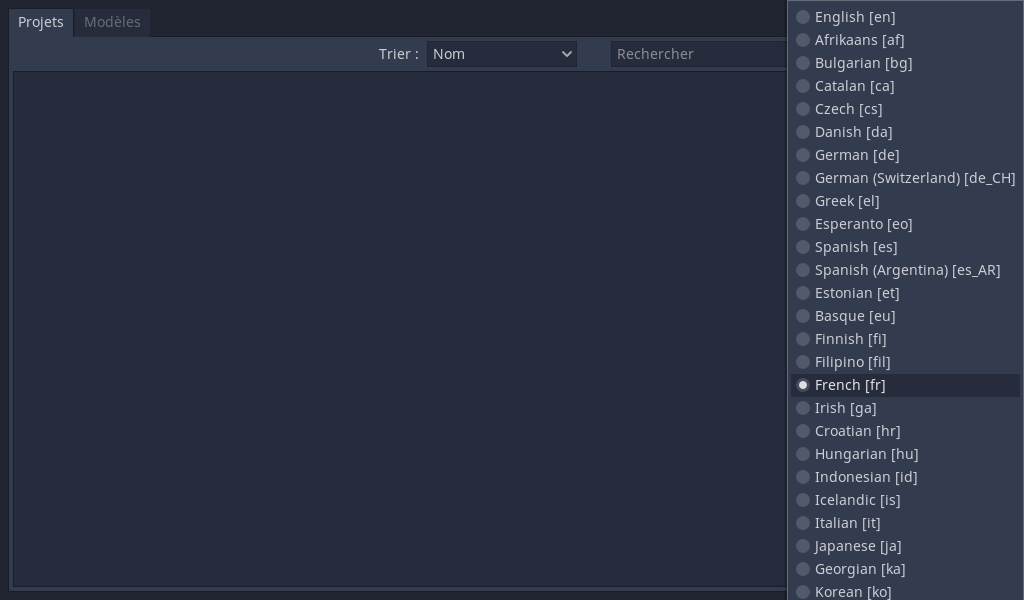 Projets
Modèles
Trier :
Nom
Rechercher
English [en]
Afrikaans [af]
Bulgarian [bg]
Catalan [ca]
Czech [cs]
Danish [da]
German [de]
German (Switzerland) [de_CH]
Greek [el]
Esperanto [eo]
Spanish [es]
Spanish (Argentina) [es_AR]
Estonian [et]
Basque [eu]
Finnish [fi]
Filipino [fil]
French [fr]
Irish [ga]
Croatian [hr]
Hungarian [hu]
Indonesian [id]
Icelandic [is]
Italian [it]
Japanese [ja]
Georgian [ka]
Korean [ko]